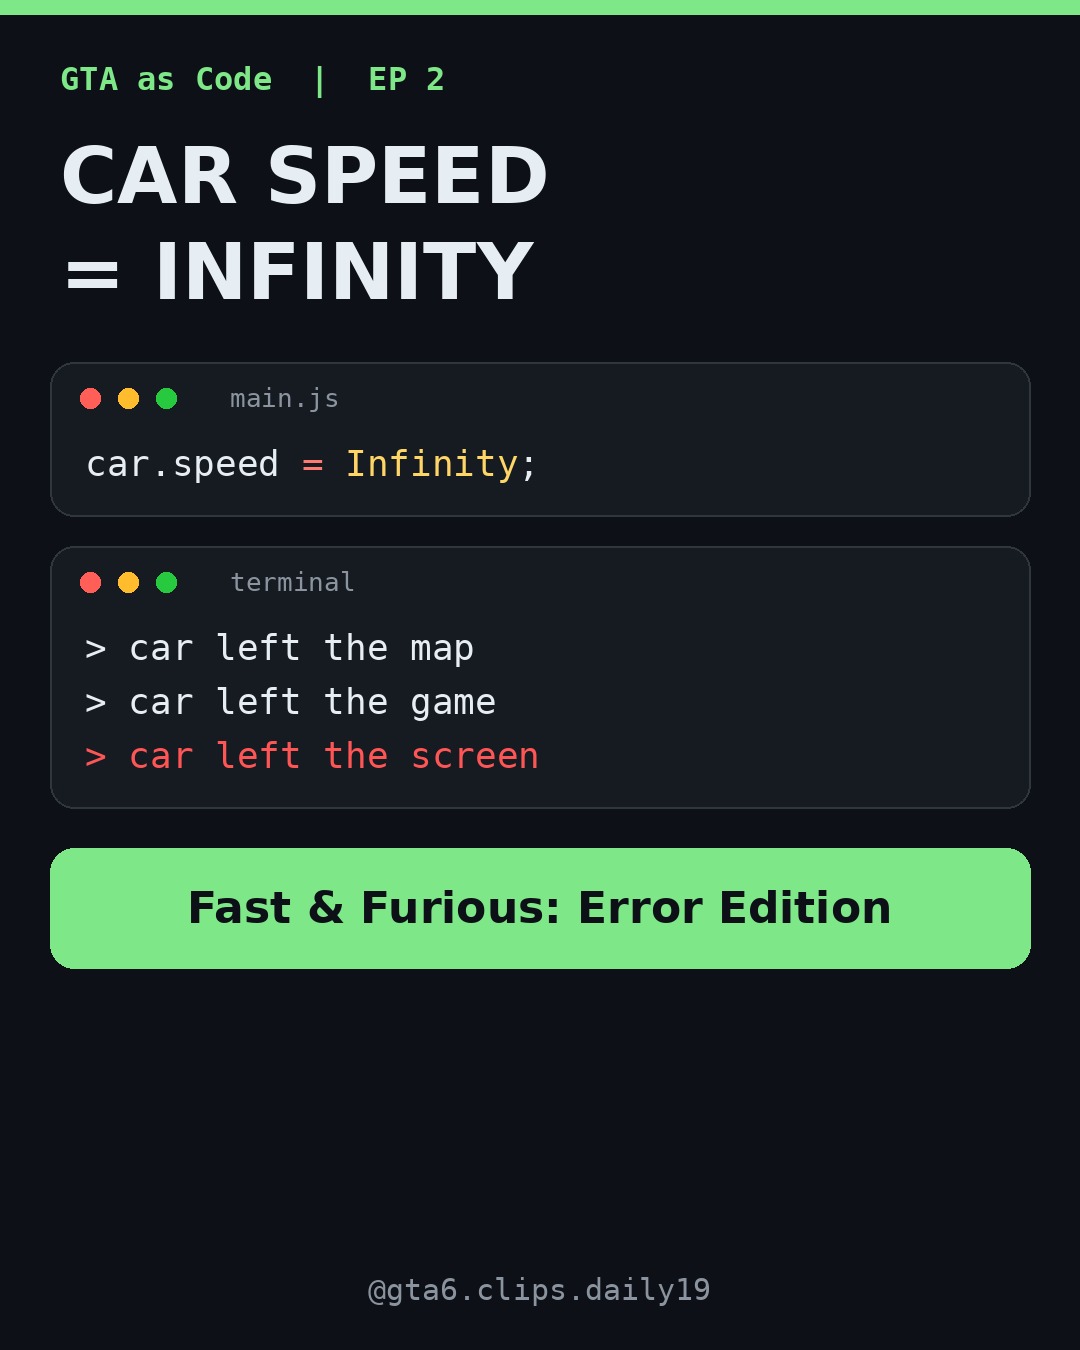 GTA as Code | EP 2
CAR SPEED
= INFINITY
main.js
car.speed = Infinity;
terminal
> car left the map
> car left the game
> car left the screen
Fast & Furious: Error Edition
@gta6.clips.daily19